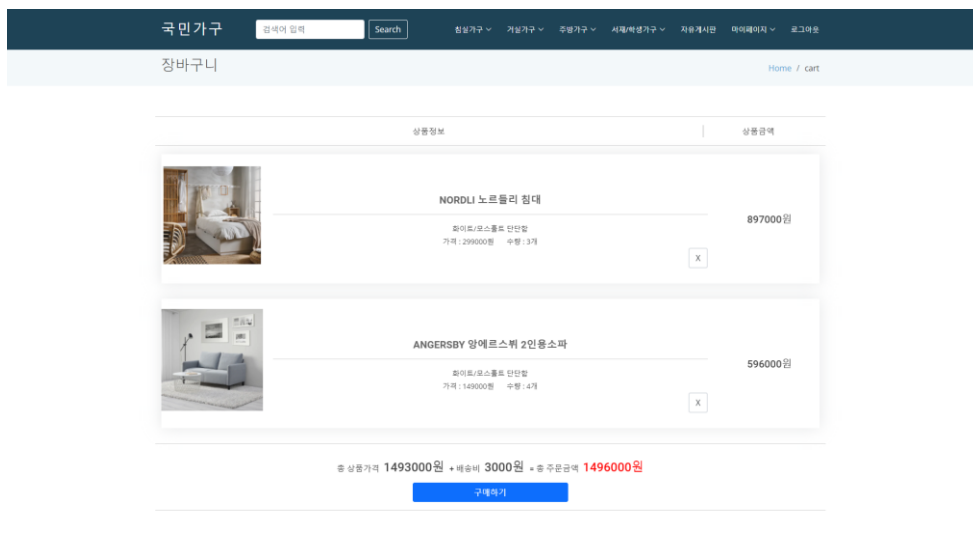 국민가구 검색어 입력 Search 침실가구 거실가구 주방가구 서재/학생가구 자유게시판 마이페이지 로그아웃
장바구니 Home / cart
상품정보 상품금액
NORDLI 노르들리 침대
897000원
화이트/모스홀트 단단함
가격 : 299000원 수량 : 3개
X
ANGERSBY 앙에르스뷔 2인용소파
596000원
화이트/모스홀트 단단함
가격 : 149000원 수량 : 4개
X
총 상품가격 1493000원 + 배송비 3000원 = 총 주문금액 1496000원
구매하기